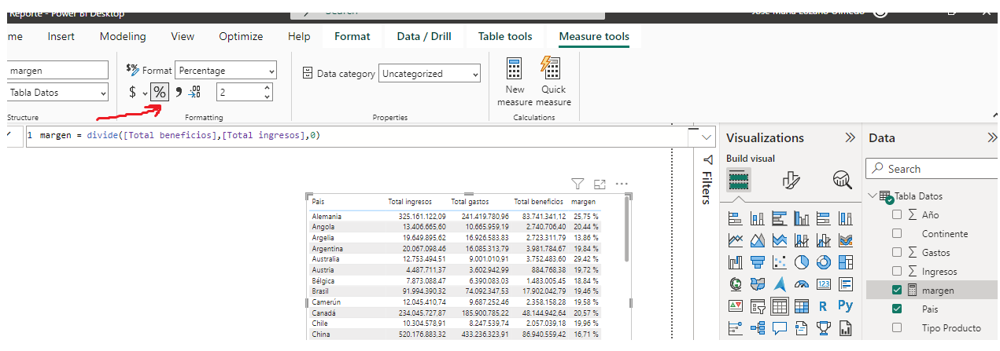 Reporte - Power BI Desktop
Search
me Insert Modeling View Optimize Help Format Data / Drill Table tools Measure tools
margen
$% Format Percentage
Data category Uncategorized
Tabla Datos
$ % 9 .00 2
New measure
Quick measure
Structure
Formatting
Properties
Calculations
1 margen = divide([Total beneficios],[Total ingresos],0)
Visualizations
Build visual
Filters
Data
Search
Pais Total ingresos Total gastos Total beneficios margen
Alemania 325.161.122,09 241.419.780,96 83.741.341,12 25,75 %
Angola 13.406.665,60 10.665.959,19 2.740.706,40 20,44 %
Argelia 19.649.895,62 16.926.583,83 2.723.311,79 13,86 %
Argentina 20.067.098,46 16.085.313,79 3.981.784,67 19,84 %
Australia 12.753.494,51 9.001.010,91 3.752.483,60 29,42 %
Austria 4.487.711,37 3.602.942,99 884.768,38 19,72 %
Bélgica 7.873.088,47 6.390.083,03 1.483.005,45 18,84 %
Brasil 91.994.390,32 74.092.347,53 17.902.042,79 19,46 %
Camerún 12.045.410,74 9.687.252,46 2.358.158,28 19,58 %
Canadá 234.045.727,87 185.900.785,22 48.144.942,64 20,57 %
Chile 10.304.578,91 8.247.539,74 2.057.039,18 19,96 %
China 520.176.883,32 433.236.323,91 86.940.559,42 16,71 %
123
R Py
Tabla Datos
Año
Continente
Gastos
Ingresos
margen
Pais
Tipo Producto